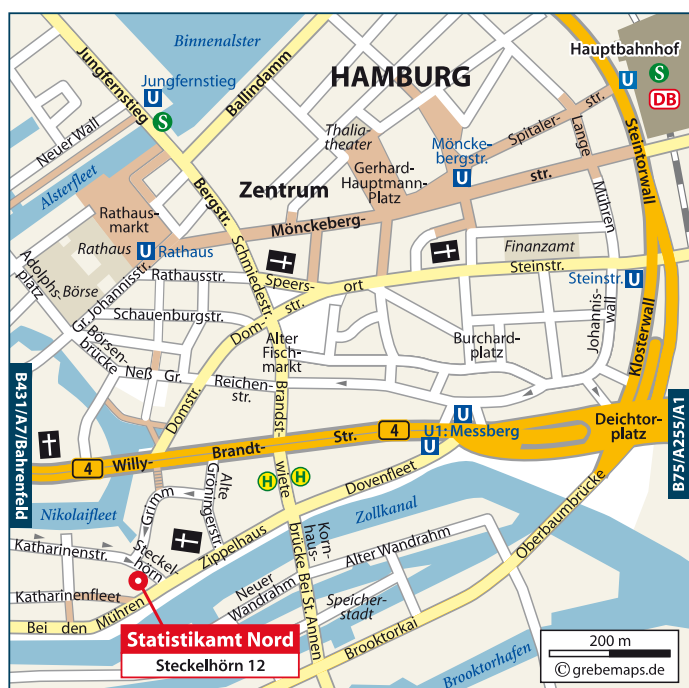 Binnenalster
Jungfernstieg
Jungfernstieg
U
S
Ballindamm
HAMBURG
Hauptbahnhof
S
U
DB
Neuer Wall
Alsterfleet
Thalia-
theater
Möncke-
bergstr.
U
Spitaler-
str.
Lange
Mühren
Steintorwall
Gerhard-
Hauptmann-
Platz
Zentrum
Bergstr.
Rathaus-
markt
Rathaus
U
Rathaus
Mönckeberg-
str.
Schmiedestr.
Finanzamt
Adolphs-
platz
Börse
Johannisstr.
Rathausstr.
Speers-
ort
Steinstr.
Steinstr.
U
Schauenburgstr.
Dom-
str.
Johannis-
wall
Klosterwall
G. Börsen-
brücke
Alter
Fisch-
markt
Burchard-
platz
Neß
Gr.
Reichen-
str.
Domstr.
Brandst-
wiete
B431/A7/Bahrenfeld
4
Willy-
Brandt-
Str.
4
U
U1: Messberg
U
Deichtor-
platz
B75/A255/A1
H
H
Dovenfleet
Nikolaifleet
Grimm
Alte
Gröningerstr.
Zollkanal
Oberbaumbrücke
Katharinenstr.
Steckel-
hörn
Zippelhaus
Korn-
haus-
brücke
Alter Wandrahm
Neuer
Wandrahm
Bei St. Annen
Speicher-
stadt
Katharinenfleet
Bei den
Mühren
Brooktorkai
Brooktorhafen
Statistikamt Nord
Steckelhörn 12
200 m
© grebemaps.de